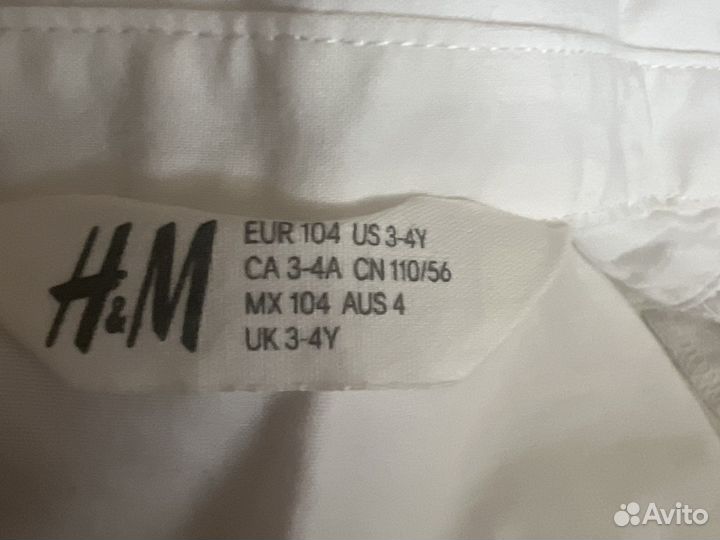 H&M
EUR 104 US 3-4Y
CA 3-4A CN 110/56
MX 104 AUS 4
UK 3-4Y
Avito